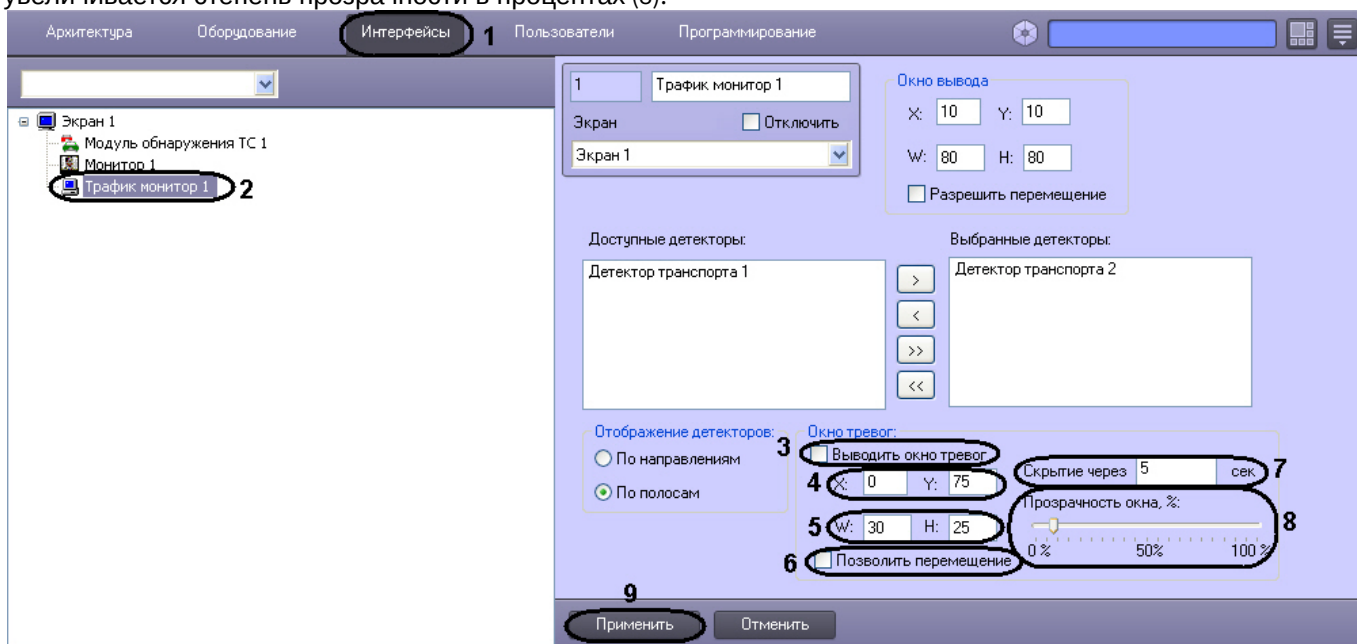 увеличивается степень прозрачности в процентах (8).
Архитектура Оборудование Интерфейсы 1 Пользователи Программирование
1 Трафик монитор 1 Окно вывода
X: 10 Y: 10
Экран 1 Экран Отключить
Модуль обнаружения ТС 1
Экран 1 W: 80 H: 80
Монитор 1
Трафик монитор 1 2 Разрешить перемещение
Доступные детекторы: Выбранные детекторы:
Детектор транспорта 1 > Детектор транспорта 2
<
>>
<<
Отображение детекторов: Окно тревог:
3 Выводить окно тревог
По направлениям Скрытие через 5 сек 7
4 X: 0 Y: 75
По полосам Прозрачность окна, %:
5 W: 30 H: 25 8
0 % 50% 100 %
6 Позволить перемещение
9
Применить Отменить